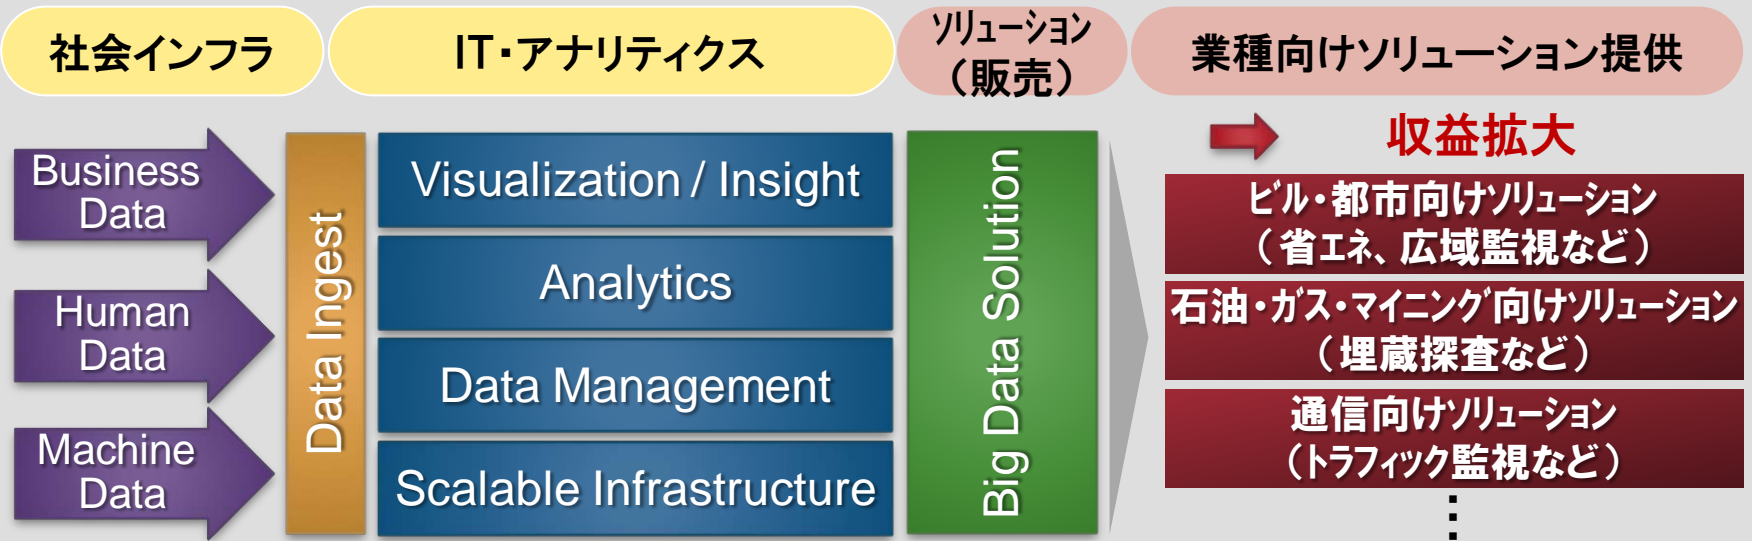 社会インフラ
IT・アナリティクス
ソリューション
（販売）
業種向けソリューション提供
Business
Data
Human
Data
Machine
Data
Data Ingest
Visualization / Insight
Analytics
Data Management
Scalable Infrastructure
Big Data Solution
収益拡大
ビル・都市向けソリューション
（省エネ、広域監視など）
石油・ガス・マイニング向けソリューション
（埋蔵探査など）
通信向けソリューション
（トラフィック監視など）
⋮